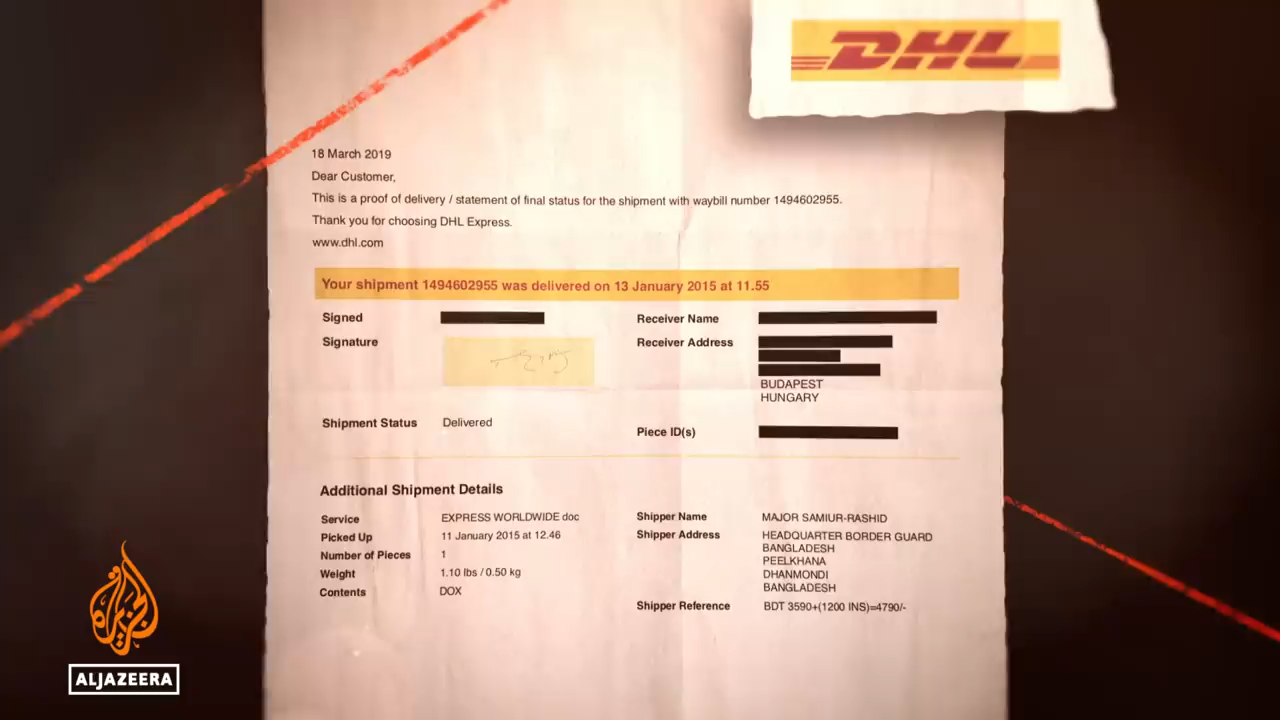 DHL
18 March 2019
Dear Customer,
This is a proof of delivery / statement of final status for the shipment with waybill number 1494602955.
Thank you for choosing DHL Express.
www.dhl.com
Your shipment 1494602955 was delivered on 13 January 2015 at 11.55
Signed
Signature
Receiver Name
Receiver Address
BUDAPEST
HUNGARY
Shipment Status Delivered
Piece ID(s)
Additional Shipment Details
Service EXPRESS WORLDWIDE doc
Picked Up 11 January 2015 at 12.46
Number of Pieces 1
Weight 1.10 lbs / 0.50 kg
Contents DOX
Shipper Name MAJOR SAMIUR-RASHID
Shipper Address HEADQUARTER BORDER GUARD
BANGLADESH
PEELKHANA
DHANMONDI
BANGLADESH
Shipper Reference BDT 3590+(1200 INS)=4790/-
الجزيرة
ALJAZEERA